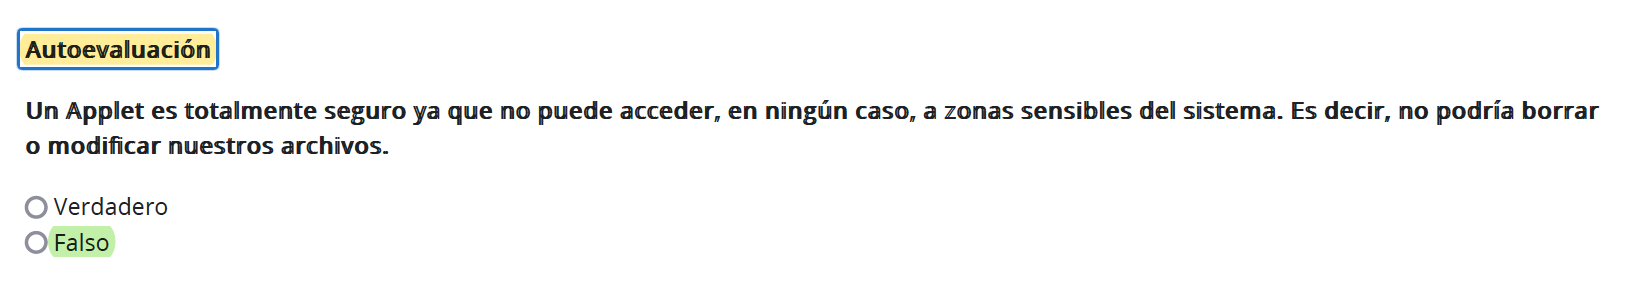 Autoevaluación
Un Applet es totalmente seguro ya que no puede acceder, en ningún caso, a zonas sensibles del sistema. Es decir, no podría borrar
o modificar nuestros archivos.
Verdadero
Falso